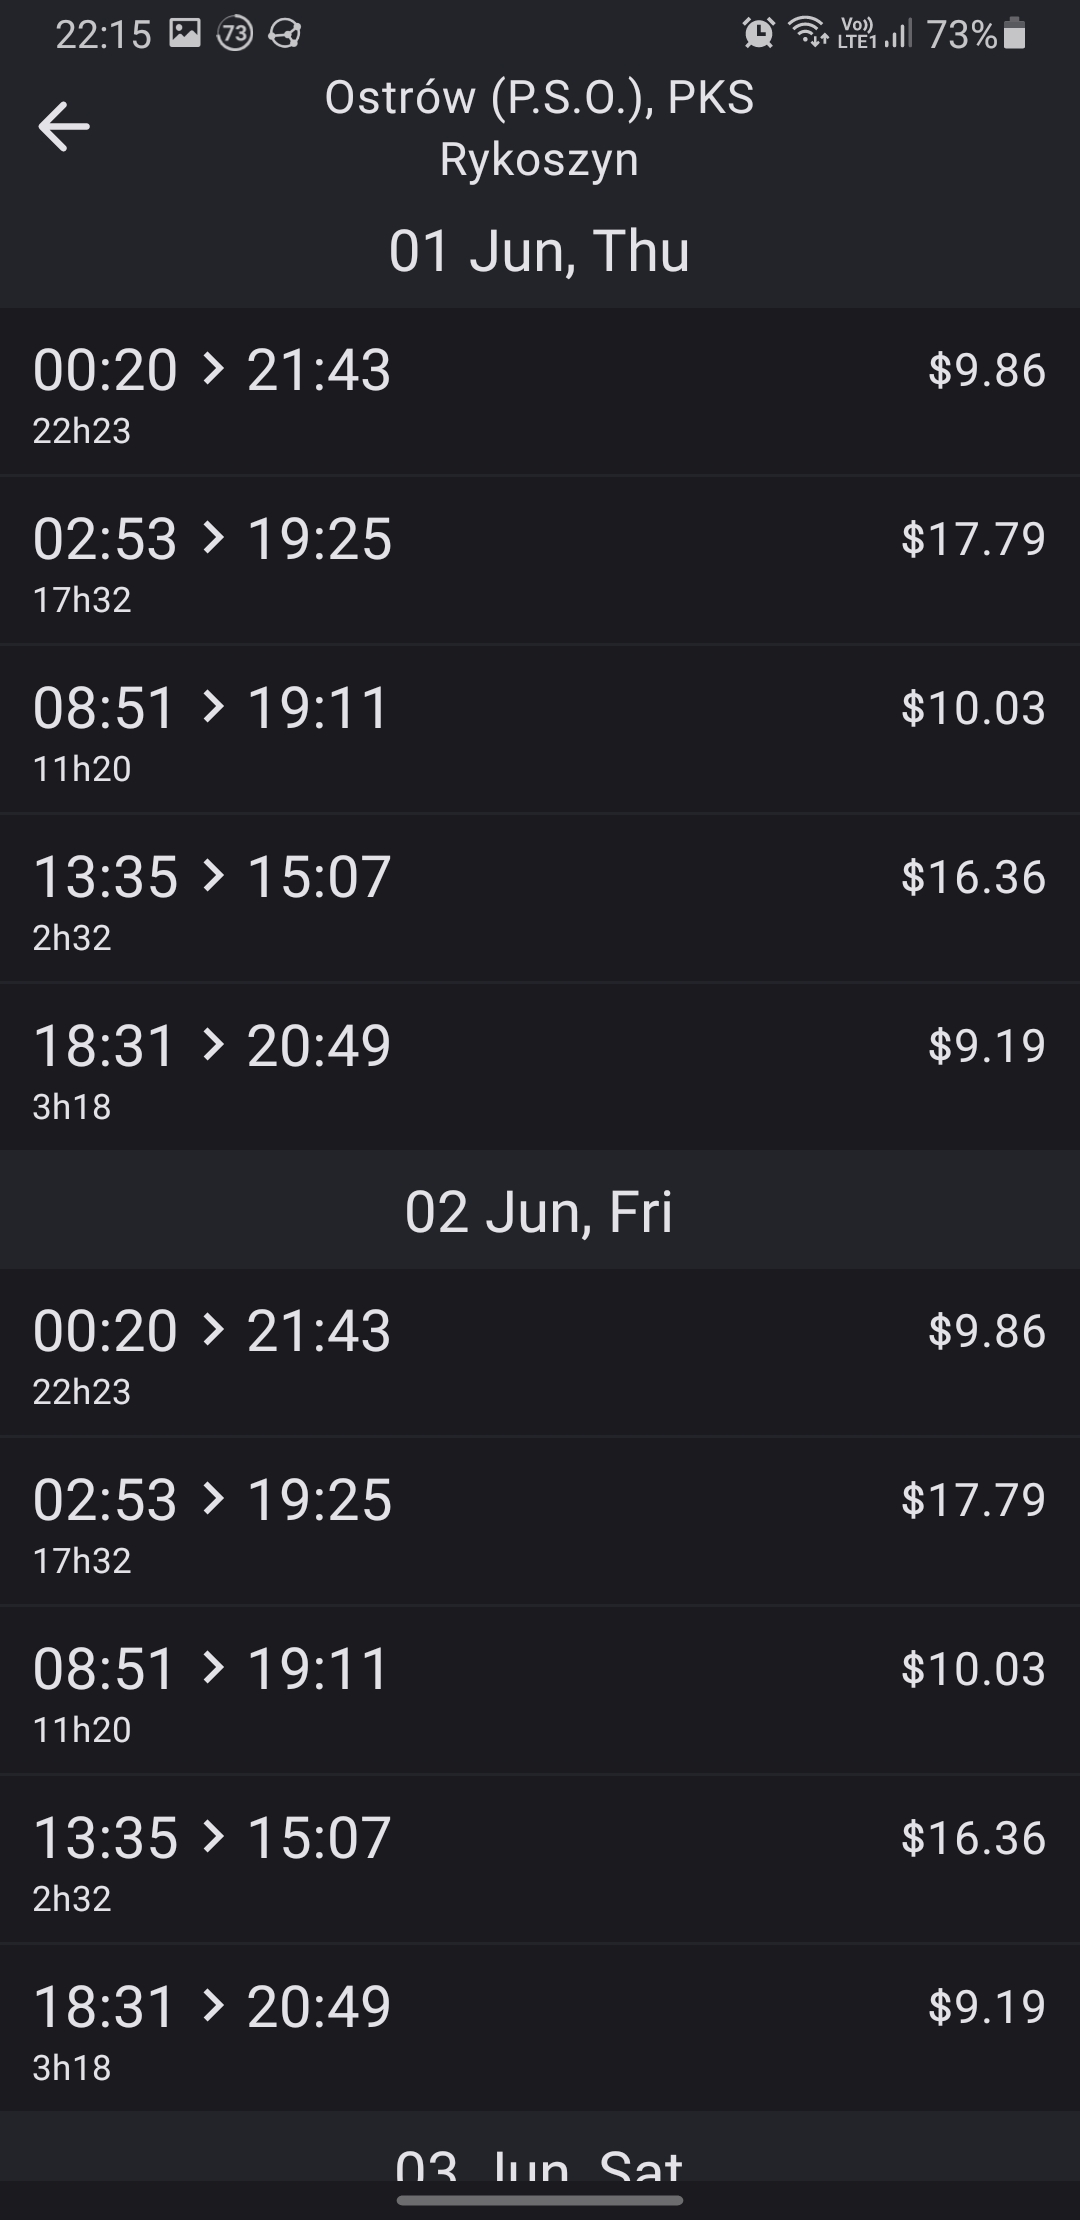 22:15 73 Vo)) LTE1 73%
Ostrów (P.S.O.), PKS
Rykoszyn
01 Jun, Thu
00:20 > 21:43 $9.86
22h23
02:53 > 19:25 $17.79
17h32
08:51 > 19:11 $10.03
11h20
13:35 > 15:07 $16.36
2h32
18:31 > 20:49 $9.19
3h18
02 Jun, Fri
00:20 > 21:43 $9.86
22h23
02:53 > 19:25 $17.79
17h32
08:51 > 19:11 $10.03
11h20
13:35 > 15:07 $16.36
2h32
18:31 > 20:49 $9.19
3h18
03 Jun, Sat